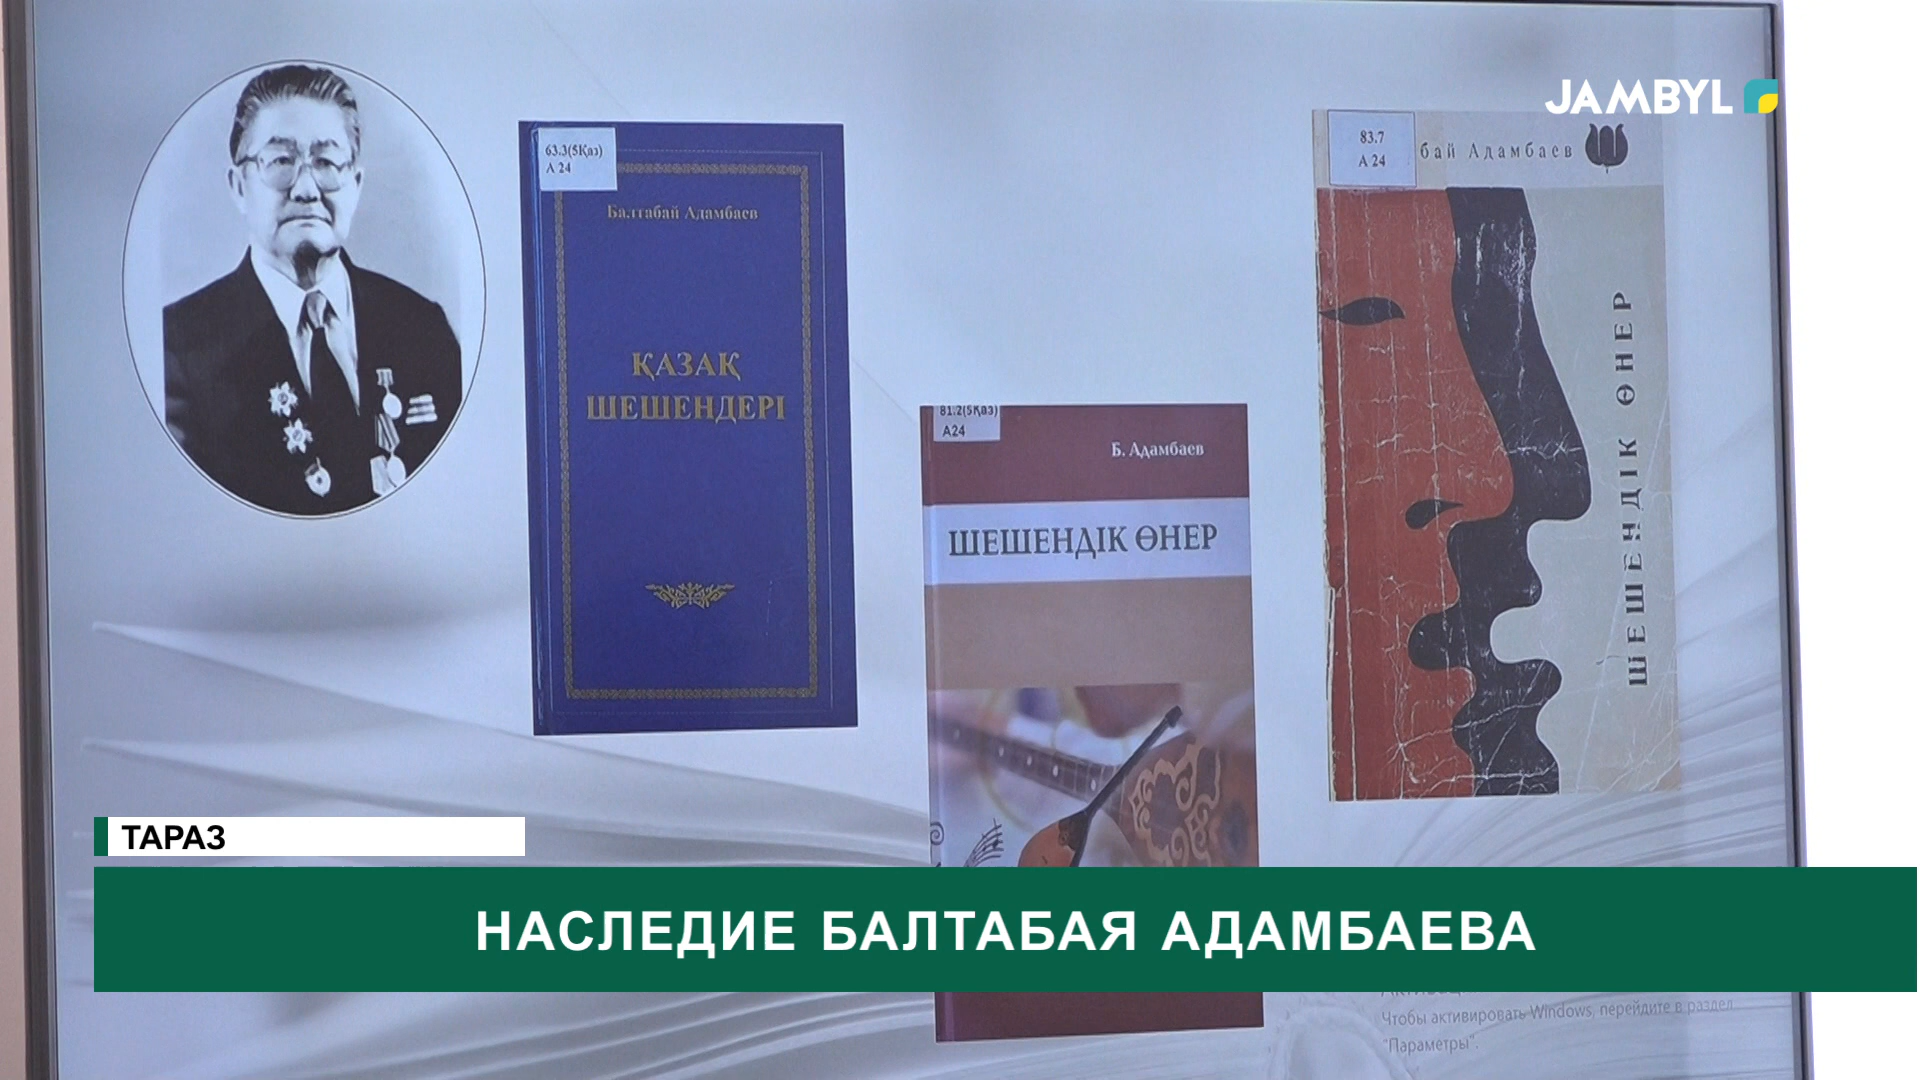 JAMBYL
63.3(5Қаз)
А 24
Балтабай Адамбаев
ҚАЗАҚ
ШЕШЕНДЕРІ
81.2(5Қаз)
А24
Б. Адамбаев
ШЕШЕНДІК ӨНЕР
83.7
А 24
бай Адамбаев
ШЕШЕНДІК ӨНЕР
ТАРАЗ
НАСЛЕДИЕ БАЛТАБАЯ АДАМБАЕВА
Чтобы активировать Windows, перейдите в раздел
"Параметры".